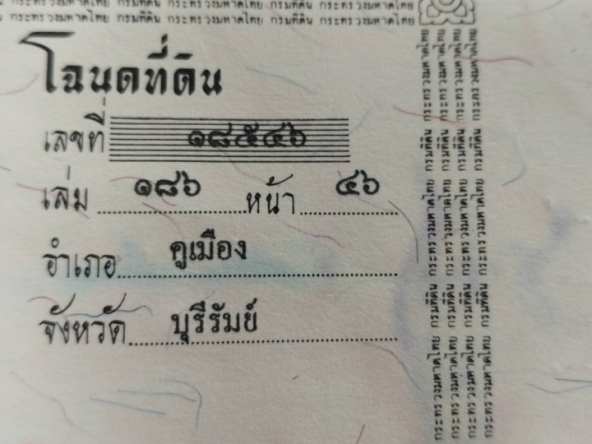 กระทรวงมหาดไทย กรมที่ดิน กระทรวงมหาดไทย กรมที่ดิน กระทรวงมหาดไทย
โฉนดที่ดิน
เลขที่ ๑๘๕๔๖
เล่ม ๑๘๖ หน้า ๔๖
อำเภอ คูเมือง
จังหวัด บุรีรัมย์